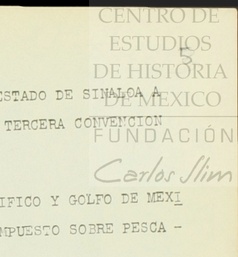 CENTRO DE
ESTUDIOS
5
DE HISTORIA
ESTADO DE SINALOA A
DE MEXICO
TERCERA CONVENCION
FUNDACIÓN
Carlos Slim
IFICO Y GOLFO DE MEXI
MPUESTO SOBRE PESCA -